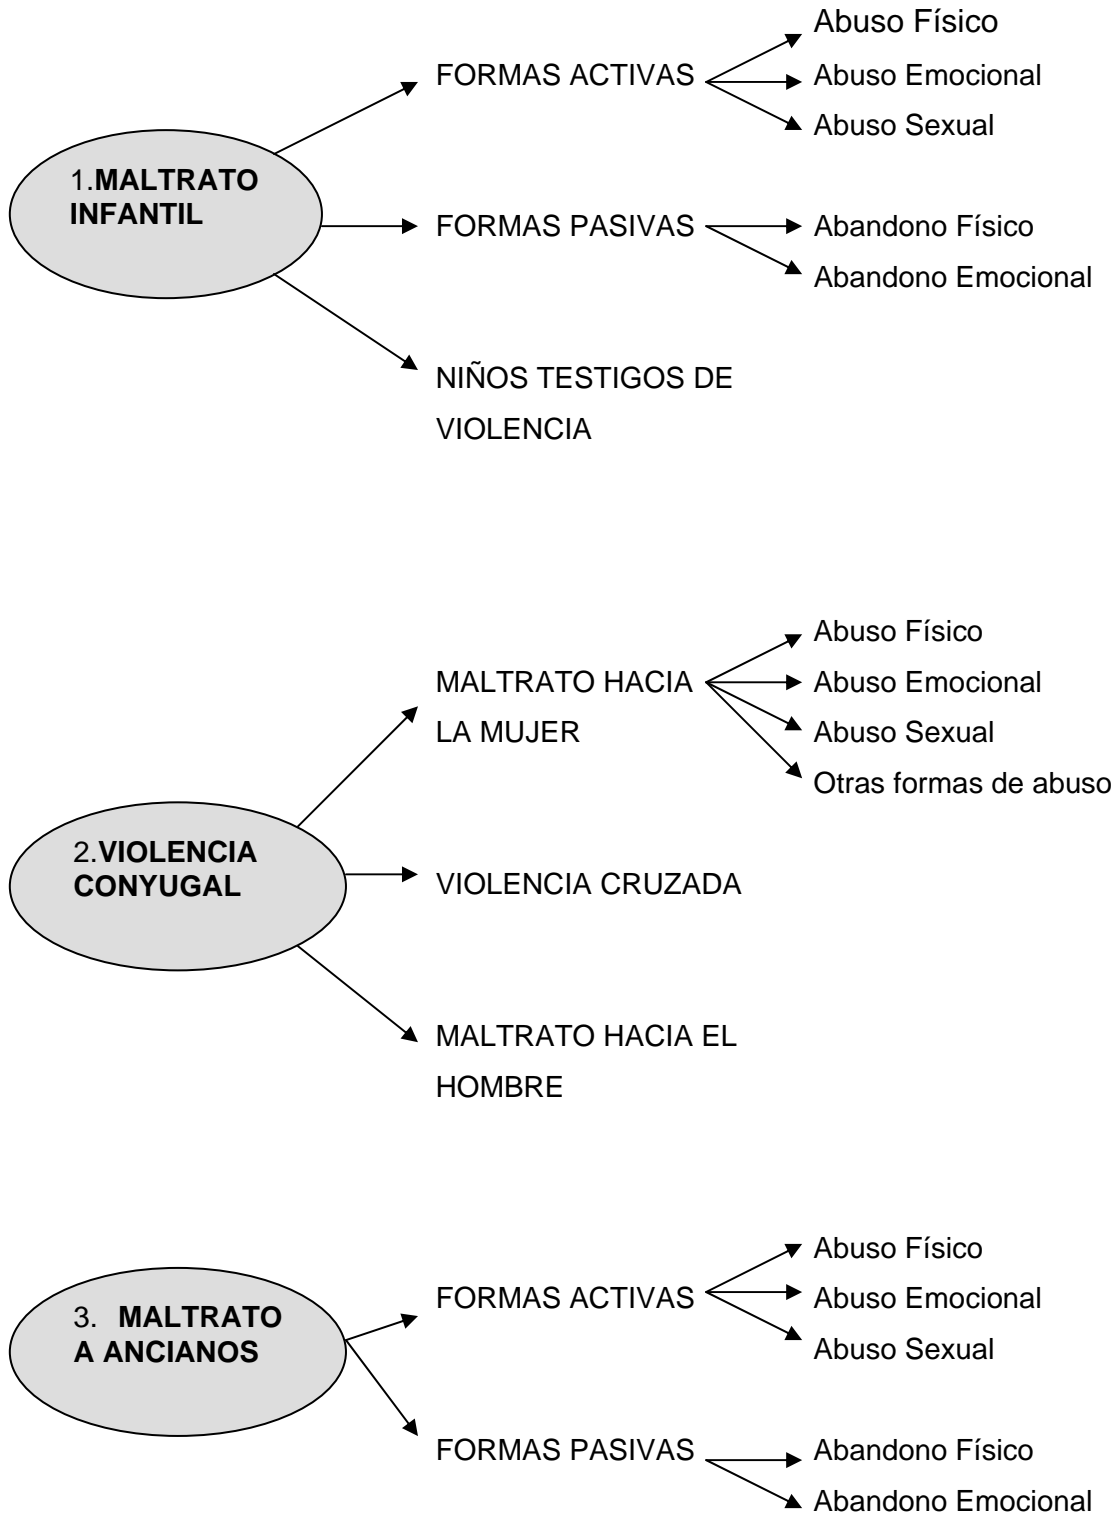 Abuso Físico
FORMAS ACTIVAS
Abuso Emocional
Abuso Sexual
1.MALTRATO
INFANTIL
FORMAS PASIVAS
Abandono Físico
Abandono Emocional
NIÑOS TESTIGOS DE
VIOLENCIA
Abuso Físico
MALTRATO HACIA
LA MUJER
Abuso Emocional
Abuso Sexual
Otras formas de abuso
2.VIOLENCIA
CONYUGAL
VIOLENCIA CRUZADA
MALTRATO HACIA EL
HOMBRE
Abuso Físico
FORMAS ACTIVAS
Abuso Emocional
Abuso Sexual
3. MALTRATO
A ANCIANOS
FORMAS PASIVAS
Abandono Físico
Abandono Emocional